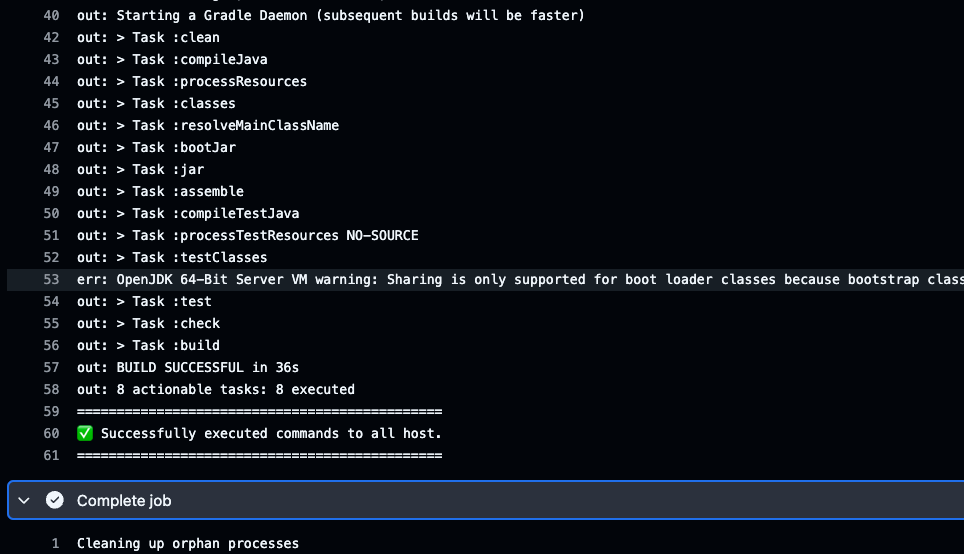 40 out: Starting a Gradle Daemon (subsequent builds will be faster)
42 out: > Task :clean
43 out: > Task :compileJava
44 out: > Task :processResources
45 out: > Task :classes
46 out: > Task :resolveMainClassName
47 out: > Task :bootJar
48 out: > Task :jar
49 out: > Task :assemble
50 out: > Task :compileTestJava
51 out: > Task :processTestResources NO-SOURCE
52 out: > Task :testClasses
53 err: OpenJDK 64-Bit Server VM warning: Sharing is only supported for boot loader classes because bootstrap class
54 out: > Task :test
55 out: > Task :check
56 out: > Task :build
57 out: BUILD SUCCESSFUL in 36s
58 out: 8 actionable tasks: 8 executed
59 ==============================================
60 ✅ Successfully executed commands to all host.
61 ==============================================
Complete job
1 Cleaning up orphan processes